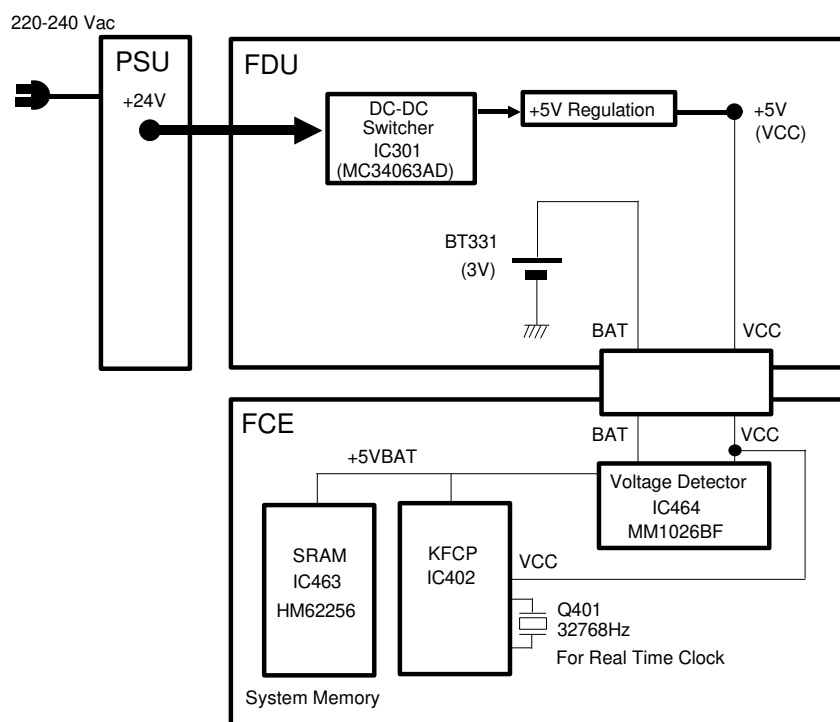 220-240 Vac
PSU
+24V
FDU
DC-DC
Switcher
IC301
(MC34063AD)
+5V Regulation
+5V
(VCC)
BT331
(3V)
BAT
VCC
FCE
BAT
VCC
+5VBAT
Voltage Detector
IC464
MM1026BF
SRAM
IC463
HM62256
KFCP
IC402
VCC
Q401
32768Hz
For Real Time Clock
System Memory